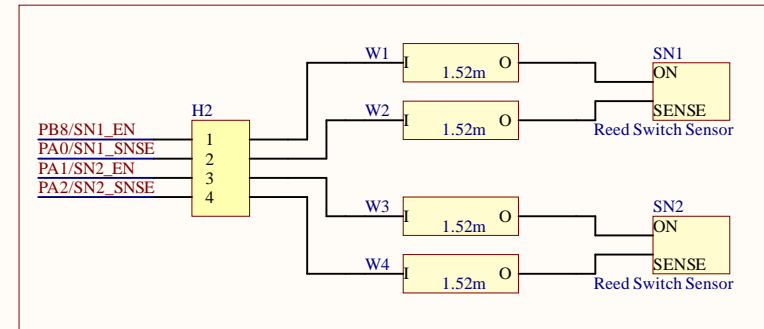 W1
I O
1.52m
SN1
ON
SENSE
Reed Switch Sensor
H2
PB8/SN1_EN
1
PA0/SN1_SNSE
2
PA1/SN2_EN
3
PA2/SN2_SNSE
4
W2
I O
1.52m
W3
I O
1.52m
SN2
ON
SENSE
Reed Switch Sensor
W4
I O
1.52m